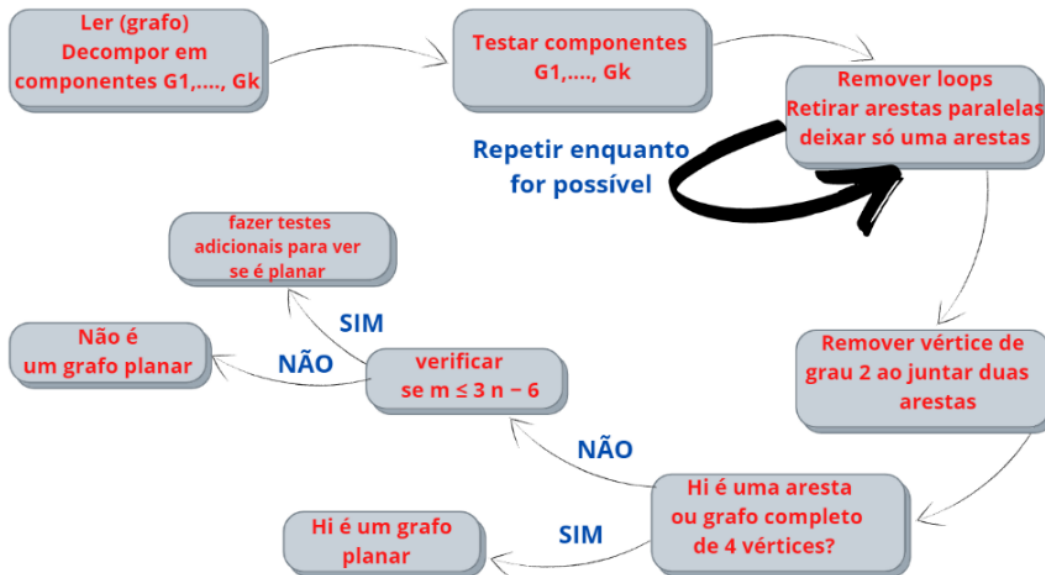 Ler (grafo)
Decompor em
componentes G1,...., Gk
Testar componentes
G1,...., Gk
Remover loops
Retirar arestas paralelas
deixar só uma arestas
Repetir enquanto
for possível
Remover vértice de
grau 2 ao juntar duas
arestas
Hi é uma aresta
ou grafo completo
de 4 vértices?
SIM
Hi é um grafo
planar
NÃO
verificar
se m ≤ 3 n − 6
SIM
fazer testes
adicionais para ver
se é planar
NÃO
Não é
um grafo planar